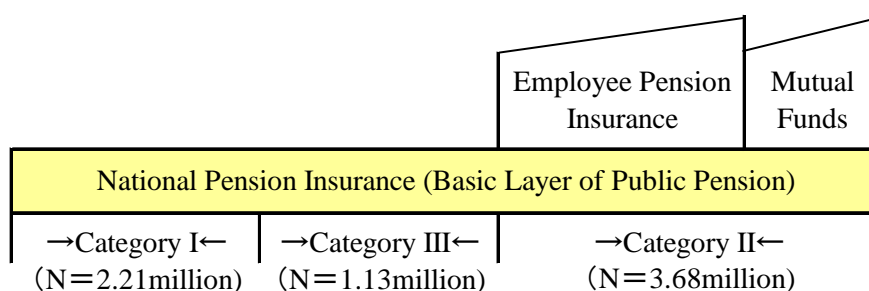 Employee Pension
Insurance
Mutual
Funds
National Pension Insurance (Basic Layer of Public Pension)
→Category I←
（N＝2.21million）
→Category III←
（N＝1.13million）
→Category II←
（N＝3.68million）